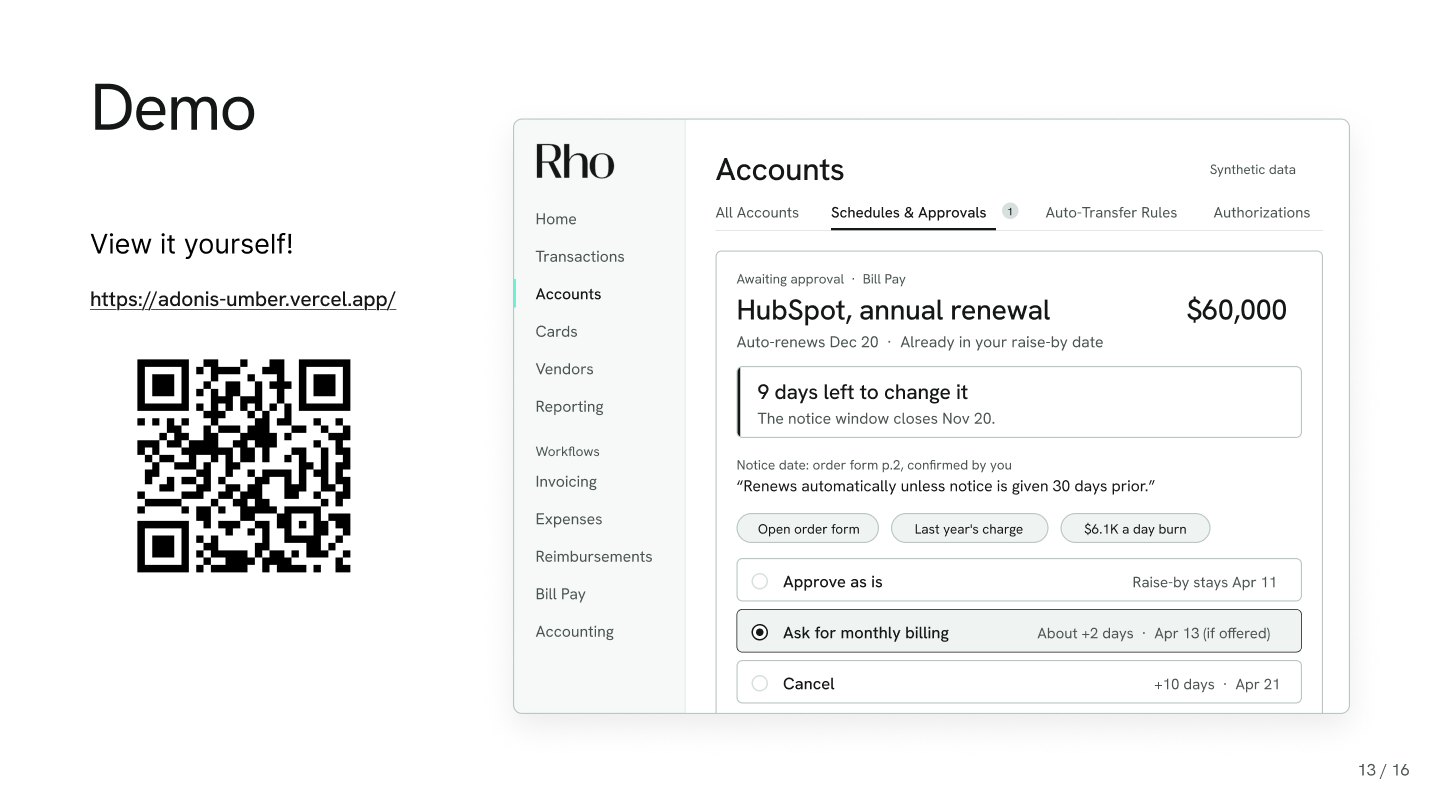 Demo
View it yourself!
https://adonis-umber.vercel.app/
Rho
Home
Transactions
Accounts
Cards
Vendors
Reporting
Workflows
Invoicing
Expenses
Reimbursements
Bill Pay
Accounting
Accounts
Synthetic data
All Accounts
Schedules & Approvals 1
Auto-Transfer Rules
Authorizations
Awaiting approval · Bill Pay
HubSpot, annual renewal
$60,000
Auto-renews Dec 20 · Already in your raise-by date
9 days left to change it
The notice window closes Nov 20.
Notice date: order form p.2, confirmed by you
“Renews automatically unless notice is given 30 days prior.”
Open order form
Last year's charge
$6.1K a day burn
Approve as is
Raise-by stays Apr 11
Ask for monthly billing
About +2 days · Apr 13 (if offered)
Cancel
+10 days · Apr 21
13 / 16